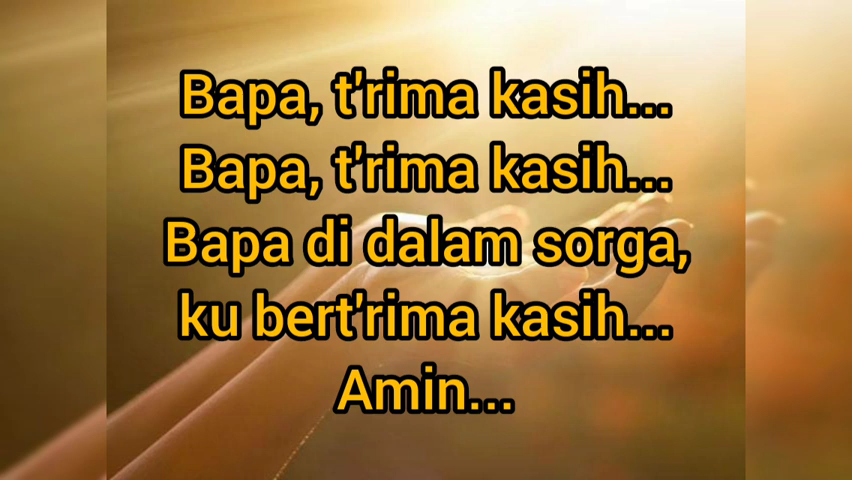 Bapa, t'rima kasih...
Bapa, t'rima kasih...
Bapa di dalam sorga,
ku bert'rima kasih...
Amin...